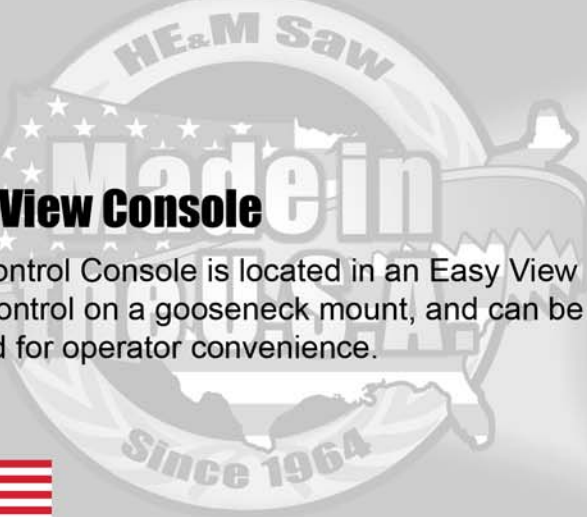 HE&M Saw
Made in
the U.S.A.
View Console
ontrol Console is located in an Easy View
ontrol on a gooseneck mount, and can be
d for operator convenience.
Since 1964